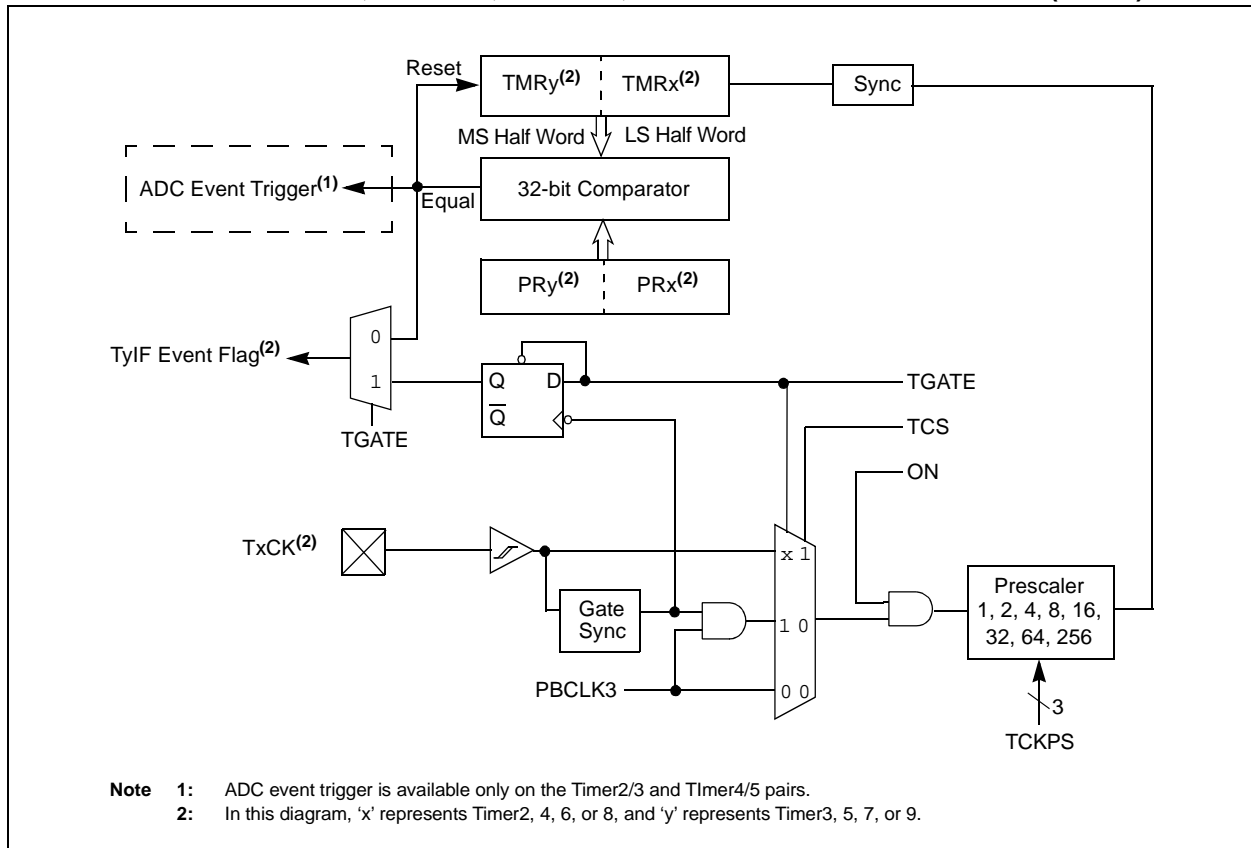 Reset
TMRy(2) TMRx(2)
Sync
MS Half Word LS Half Word
ADC Event Trigger(1)
Equal
32-bit Comparator
PRy(2) PRx(2)
0
TyIF Event Flag(2)
1
Q D
Q
TGATE
TGATE
TCS
ON
TxCK(2)
x 1
Gate
Sync
1 0
Prescaler
1, 2, 4, 8, 16,
32, 64, 256
PBCLK3
0 0
3
TCKPS
Note 1: ADC event trigger is available only on the Timer2/3 and TImer4/5 pairs.
2: In this diagram, ‘x’ represents Timer2, 4, 6, or 8, and ‘y’ represents Timer3, 5, 7, or 9.